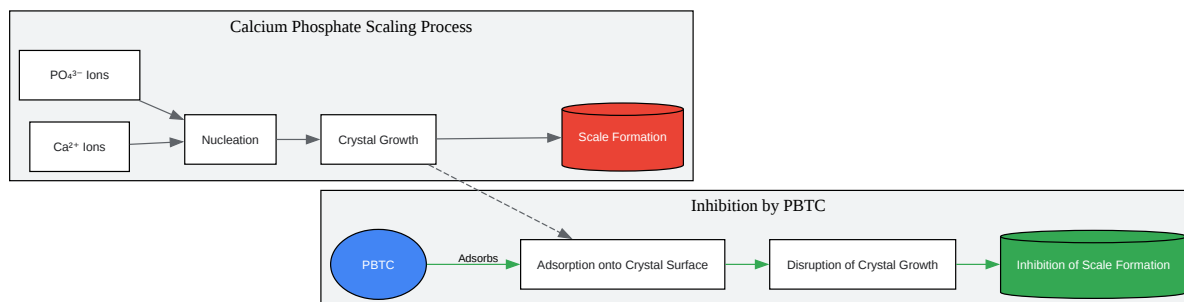 Calcium Phosphate Scaling Process
PO₄³⁻ Ions
Ca²⁺ Ions
Nucleation
Crystal Growth
Scale Formation
Inhibition by PBTC
PBTC
Adsorbs
Adsorption onto Crystal Surface
Disruption of Crystal Growth
Inhibition of Scale Formation